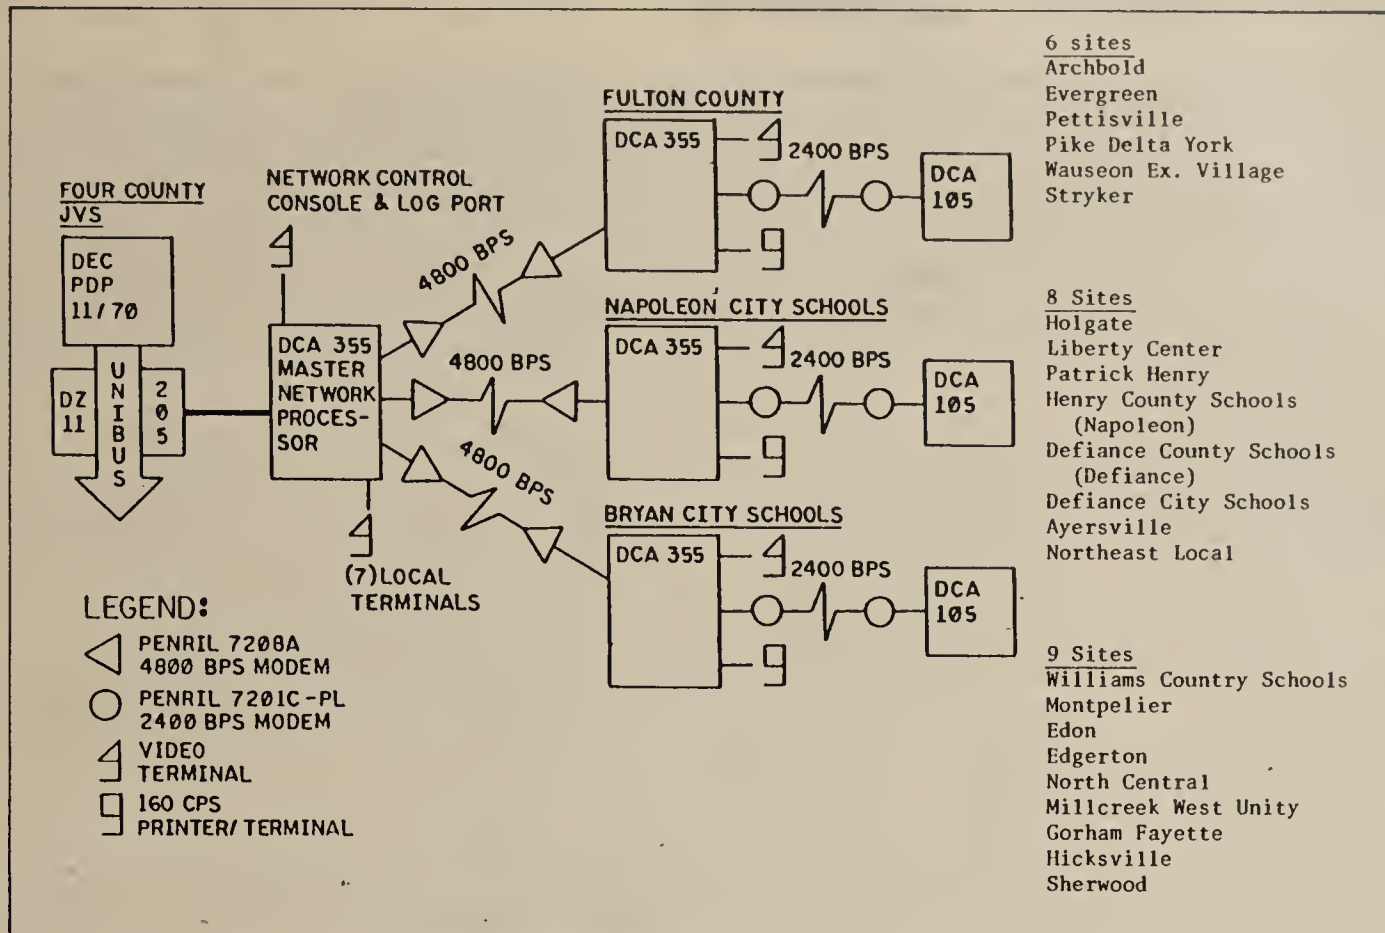 FOUR COUNTY
JVS
DEC
PDP
11/70
UNIBUS
DZ
11
205
NETWORK CONTROL
CONSOLE & LOG PORT
DCA 355
MASTER
NETWORK
PROCES-
SOR
(7) LOCAL
TERMINALS
4800 BPS
4800 BPS
4800 BPS
FULTON COUNTY
DCA 355
2400 BPS
DCA
105
NAPOLEON CITY SCHOOLS
DCA 355
2400 BPS
DCA
105
BRYAN CITY SCHOOLS
DCA 355
2400 BPS
DCA
105
LEGEND:
PENRIL 7208A
4800 BPS MODEM
PENRIL 7201C-PL
2400 BPS MODEM
VIDEO
TERMINAL
160 CPS
PRINTER/TERMINAL
6 sites
Archbold
Evergreen
Pettisville
Pike Delta York
Wauseon Ex. Village
Stryker
8 Sites
Holgate
Liberty Center
Patrick Henry
Henry County Schools
(Napoleon)
Defiance County Schools
(Defiance)
Defiance City Schools
Ayersville
Northeast Local
9 Sites
Williams Country Schools
Montpelier
Edon
Edgerton
North Central
Millcreek West Unity
Gorham Fayette
Hicksville
Sherwood